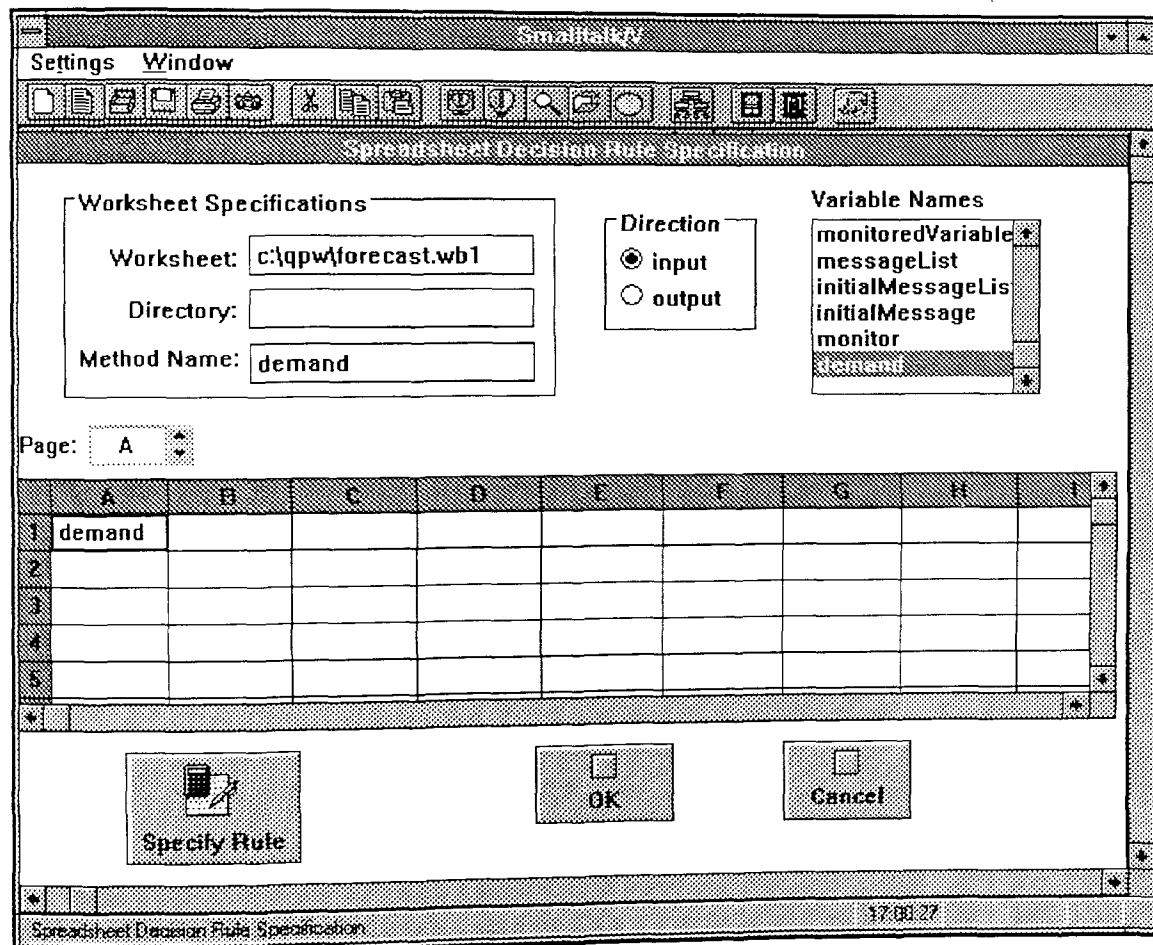 Smalltalk/V
Settings Window
Spreadsheet Decision Rule Specification
Worksheet Specifications
Worksheet: c:\qpw\forecast.wb1
Directory:
Method Name: demand
Direction
input
output
Variable Names
monitoredVariable
messageList
initialMessageLis
initialMessage
monitor
demand
Page: A
A B C D E F G H I
1 demand
2
3
4
5
Specify Rule
OK
Cancel
17:00:27
Spreadsheet Decision Rule Specification